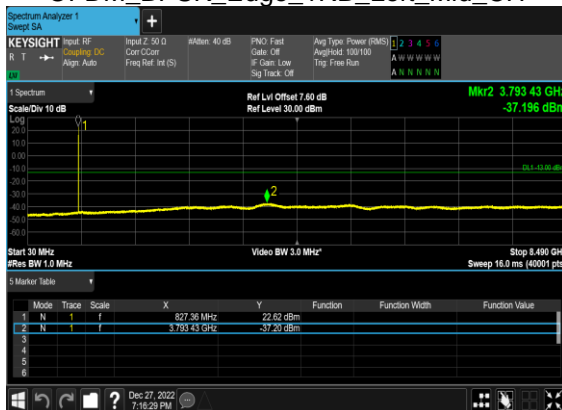 Spectrum Analyzer 1
Swept SA
KEYSIGHT
R T
Input: RF
Coupling: DC
Align: Auto
Input Z: 50 Ω
Corr CCorr
Freq Ref: Int (S)
#Atten: 40 dB
PNO: Fast
Gate: Off
IF Gain: Low
Sig Track: Off
Avg Type: Power (RMS)
Avg|Hold: 100/100
Trig: Free Run
1 2 3 4 5 6
A W W W W W
A N N N N N
1 Spectrum
Scale/Div 10 dB
Ref Lvl Offset 7.60 dB
Ref Level 30.00 dBm
Mkr2 3.793 43 GHz
-37.196 dBm
Log
20.0
10.0
0.00
-10.0
-20.0
-30.0
-40.0
-50.0
-60.0
1
2
DL1 -13.00 dBm
Start 30 MHz
#Res BW 1.0 MHz
Video BW 3.0 MHz*
Stop 8.490 GHz
Sweep 16.0 ms (40001 pts)
5 Marker Table
Mode Trace Scale X Y Function Function Width Function Value
1 N 1 f 827.36 MHz 22.62 dBm
2 N 1 f 3.793 43 GHz -37.20 dBm
3
4
5
6
Dec 27, 2022
7:16:29 PM